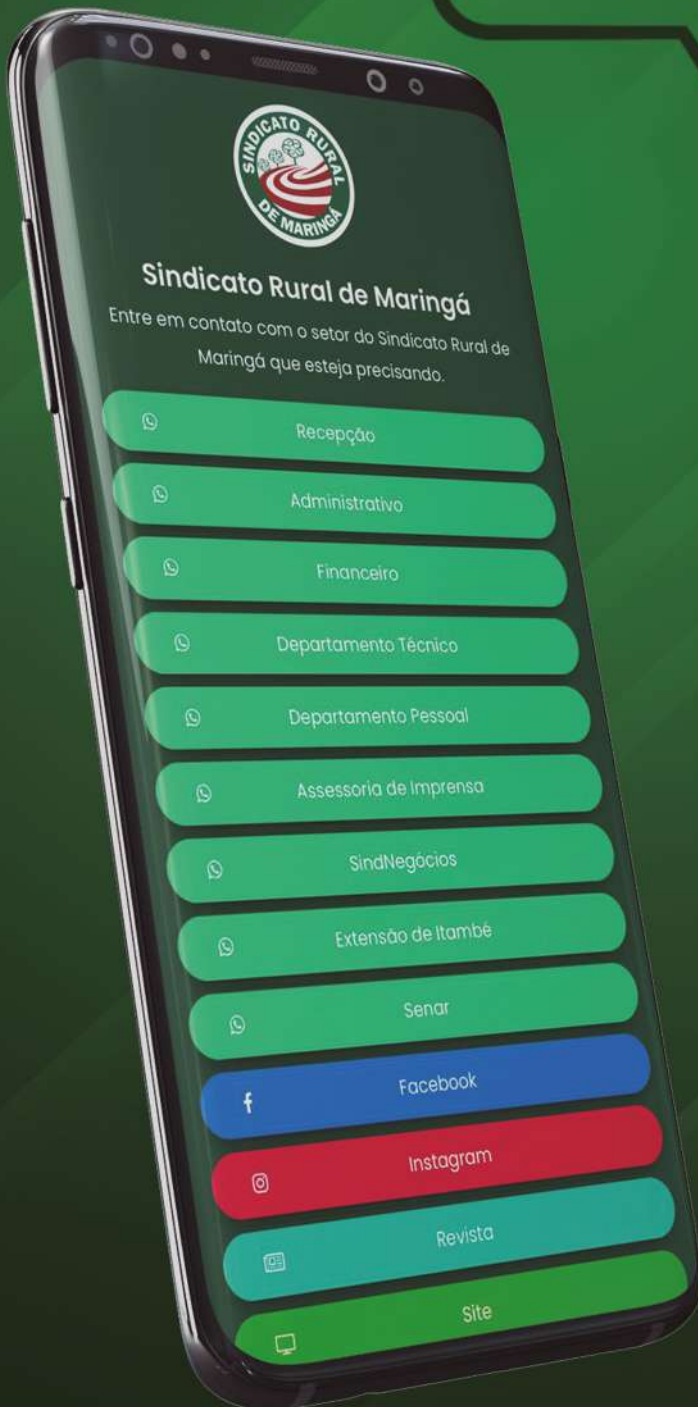 SINDICATO RURAL
DE MARINGÁ
Sindicato Rural de Maringá
Entre em contato com o setor do Sindicato Rural de
Maringá que esteja precisando.
Recepção
Administrativo
Financeiro
Departamento Técnico
Departamento Pessoal
Assessoria de Imprensa
SindNegócios
Extensão de Itambé
Senar
Facebook
Instagram
Revista
Site